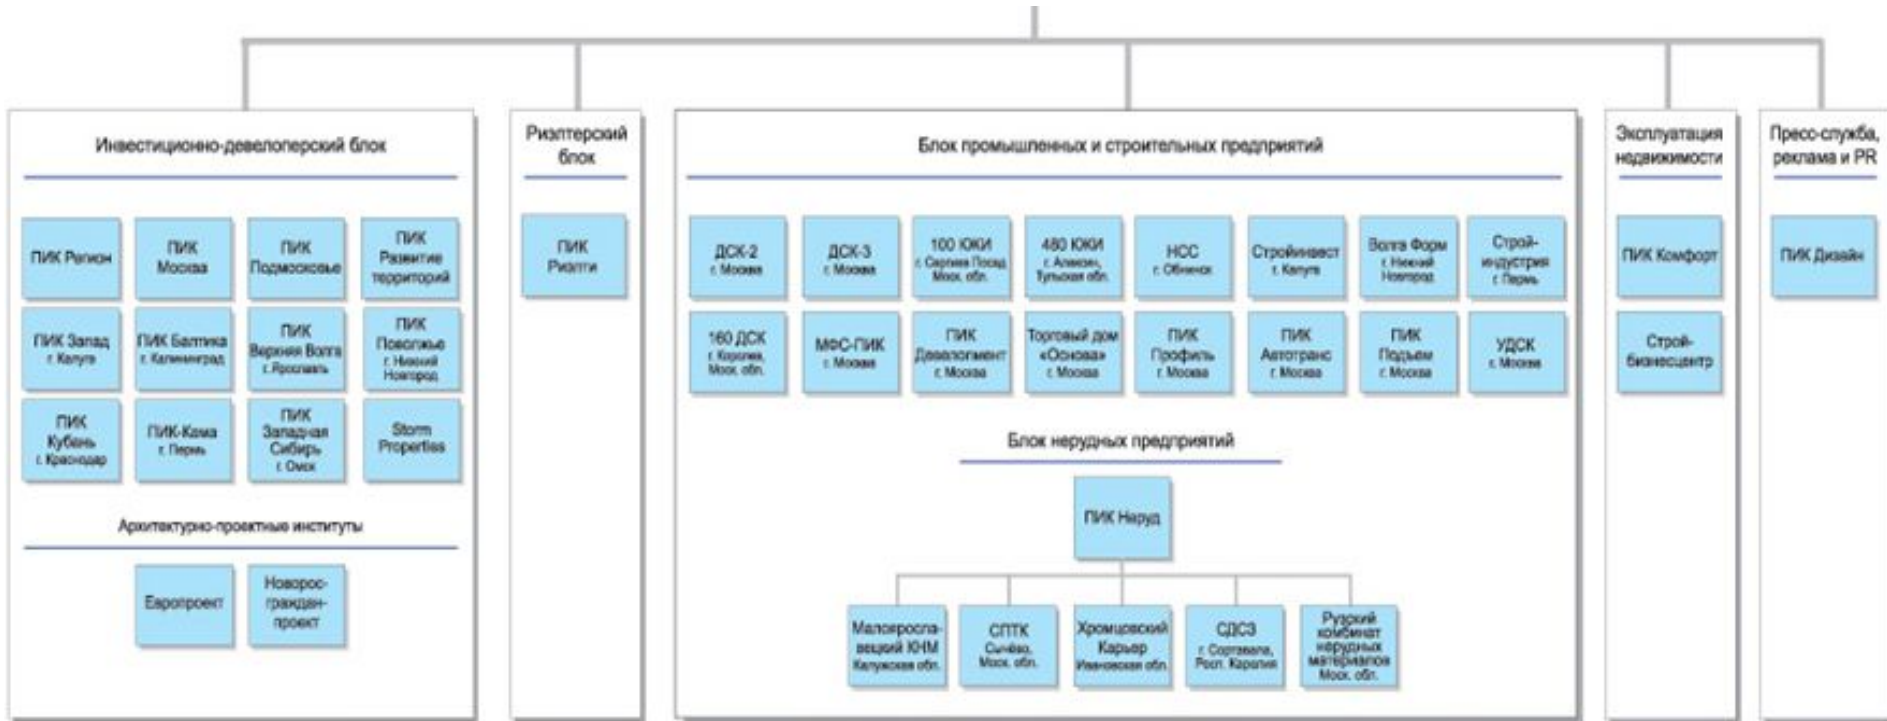 Инвестиционно-девелоперский блок
ПИК Регион
ПИК
Москва
ПИК
Подмосковье
ПИК
Развитие
территорий
ПИК Запад
г. Калуга
ПИК Балтика
г. Калининград
ПИК
Верхняя Волга
г. Ярославль
ПИК
Поволжье
г. Нижний
Новгород
ПИК
Кубань
г. Краснодар
ПИК-Кама
г. Пермь
ПИК
Западная
Сибирь
г. Омск
Storm
Properties
Архитектурно-проектные институты
Европроект
Новорос-
граждан-
проект
Риэлтерский
блок
ПИК
Риэлти
Блок промышленных и строительных предприятий
ДСК-2
г. Москва
ДСК-3
г. Москва
100 КЖИ
г. Сергиев Посад
Моск. обл.
480 КЖИ
г. Алексин,
Тульская обл.
НСС
г. Обнинск
Стройинвест
г. Калуга
Волга Форм
г. Нижний
Новгород
Строй-
индустрия
г. Пермь
160 ДСК
г. Королев,
Моск. обл.
МФС-ПИК
г. Москва
ПИК
Девелопмент
г. Москва
Торговый дом
«Основа»
г. Москва
ПИК
Профиль
г. Москва
ПИК
Автотранс
г. Москва
ПИК
Подъем
г. Москва
УДСК
г. Москва
Блок нерудных предприятий
ПИК Неруд
Малояросла-
вецкий КНМ
Калужская обл.
СПТК
Сычёво,
Моск. обл.
Хромцовский
Карьер
Ивановская обл.
СДСЗ
г. Сортавала,
Респ. Карелия
Рузский
комбинат
нерудных
материалов
Моск. обл.
Эксплуатация
недвижимости
ПИК Комфорт
Строй-
бизнесцентр
Пресс-служба,
реклама и PR
ПИК Дизайн